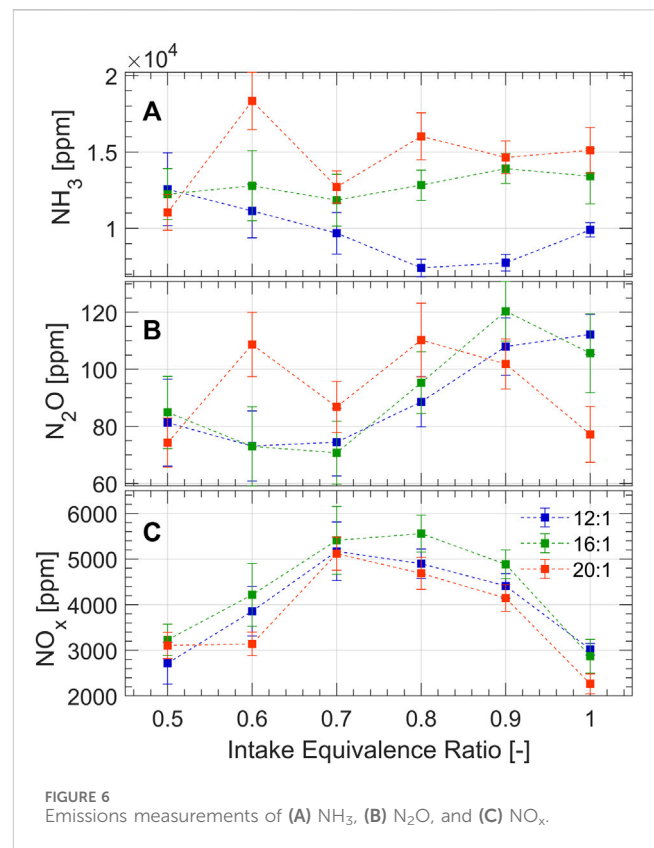 ×10⁴
2
A
1.5
NH₃ [ppm]
1
120
B
100
N₂O [ppm]
80
60
6000
C
12:1
5000
16:1
NOₓ [ppm]
20:1
4000
3000
2000
0.5 0.6 0.7 0.8 0.9 1
Intake Equivalence Ratio [-]
FIGURE 6
Emissions measurements of (A) NH₃, (B) N₂O, and (C) NOₓ.